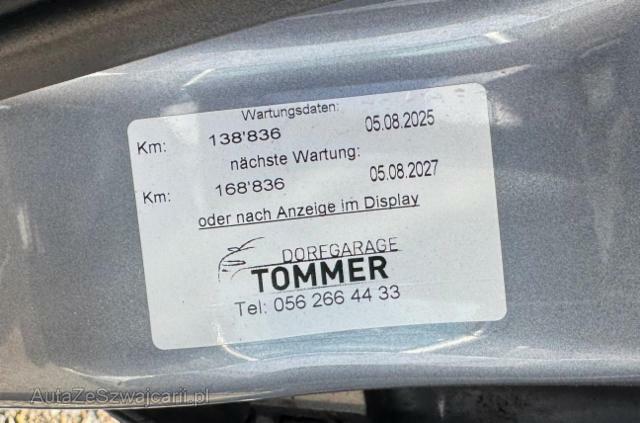 Wartungsdaten:
Km: 138'836 05.08.2025
nächste Wartung:
Km: 168'836 05.08.2027
oder nach Anzeige im Display
DORFGARAGE
TOMMER
Tel: 056 266 44 33
AutaZeSzwajcarii.pl